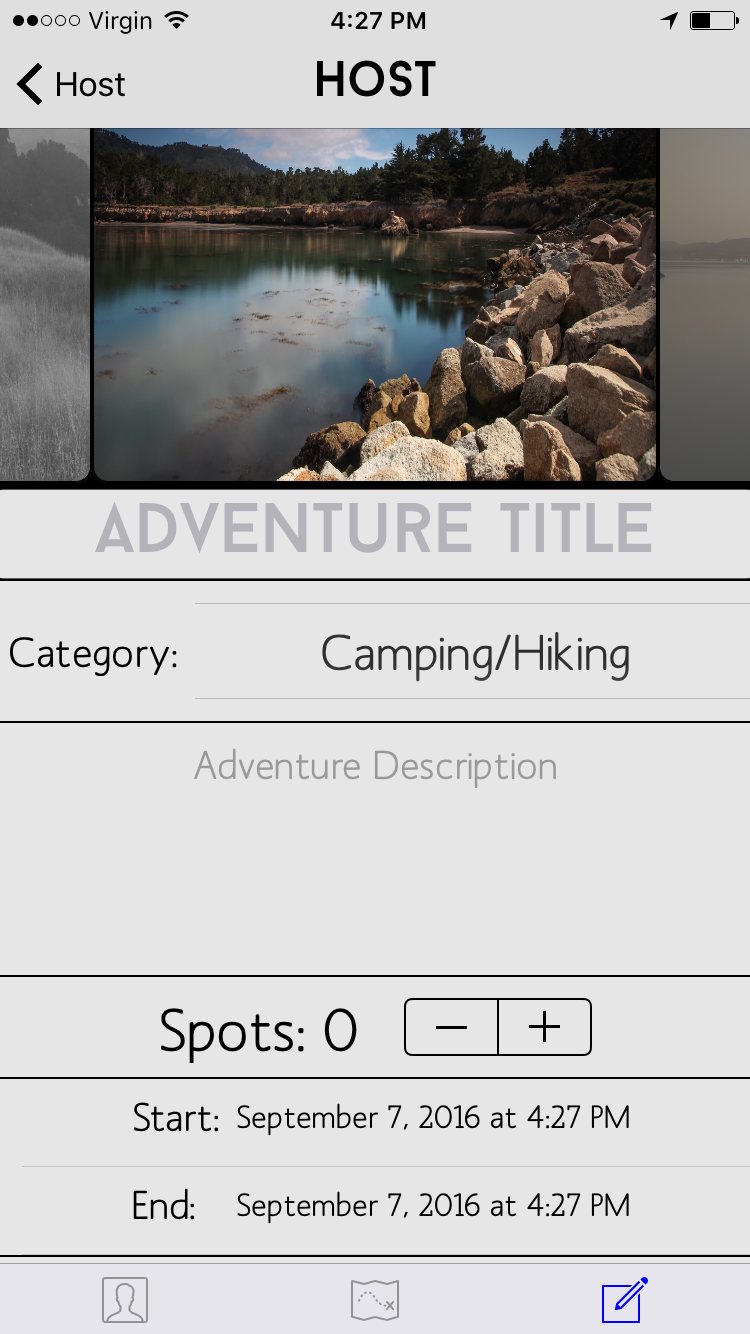 Virgin 4:27 PM
Host HOST
ADVENTURE TITLE
Category: Camping/Hiking
Adventure Description
Spots: 0 − +
Start: September 7, 2016 at 4:27 PM
End: September 7, 2016 at 4:27 PM